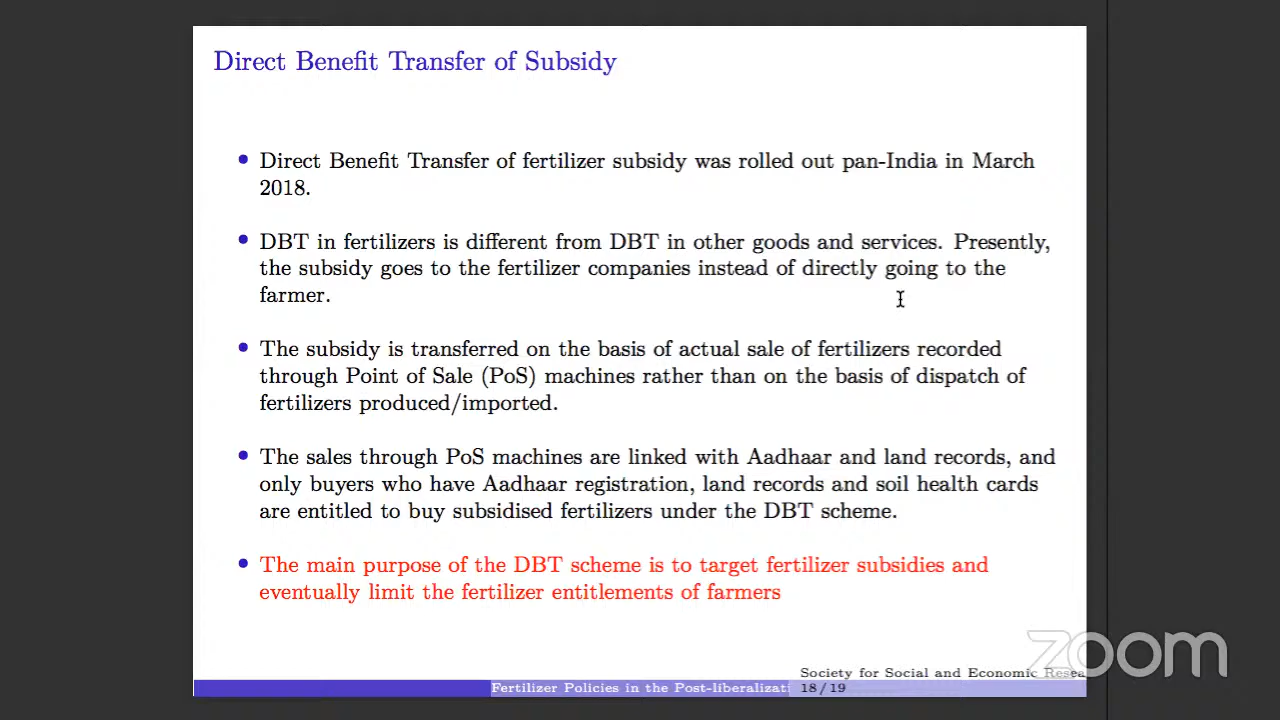 Direct Benefit Transfer of Subsidy
Direct Benefit Transfer of fertilizer subsidy was rolled out pan-India in March
2018.
DBT in fertilizers is different from DBT in other goods and services. Presently,
the subsidy goes to the fertilizer companies instead of directly going to the
farmer.
The subsidy is transferred on the basis of actual sale of fertilizers recorded
through Point of Sale (PoS) machines rather than on the basis of dispatch of
fertilizers produced/imported.
The sales through PoS machines are linked with Aadhaar and land records, and
only buyers who have Aadhaar registration, land records and soil health cards
are entitled to buy subsidised fertilizers under the DBT scheme.
The main purpose of the DBT scheme is to target fertilizer subsidies and
eventually limit the fertilizer entitlements of farmers
zoom
Society for Social and Economic Resea
Fertilizer Policies in the Post-liberalizati
18/19